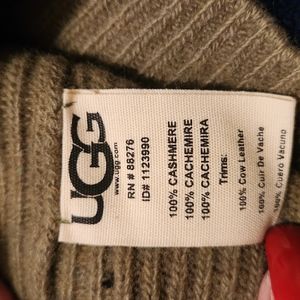 UGG
www.ugg.com
RN # 88276
ID# 1123990
100% CASHMERE
100% CACHEMIRE
100% CACHEMIRA
Trims:
100% Cow Leather
100% Cuir De Vache
100% Cuero Vacuno